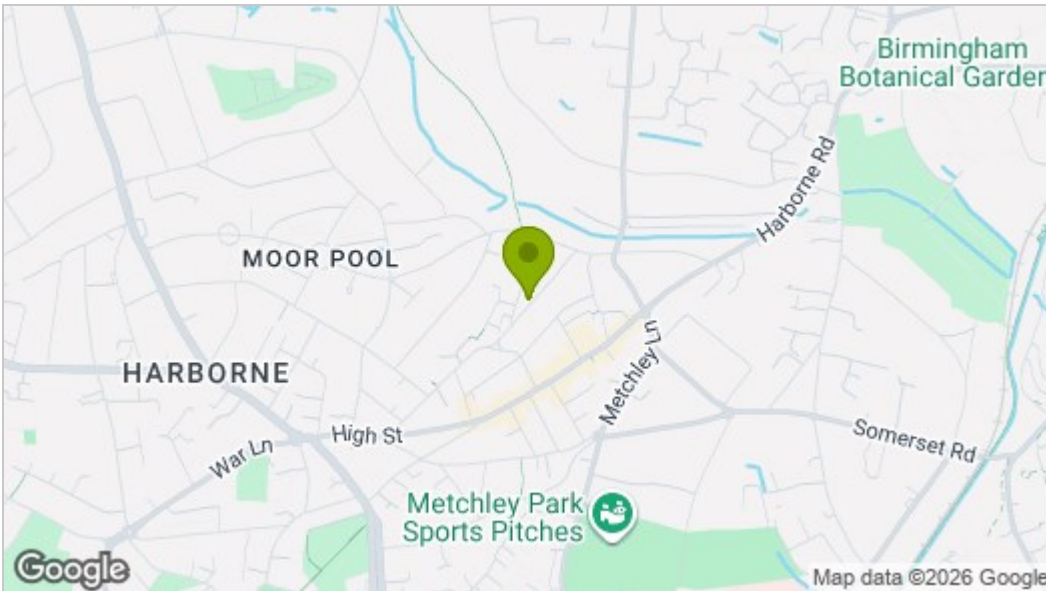 Birmingham
Botanical Garden
Harborne Rd
MOOR POOL
HARBORNE
Metchley Ln
High St
War Ln
Somerset Rd
Metchley Park
Sports Pitches
Google
Map data ©2026 Google